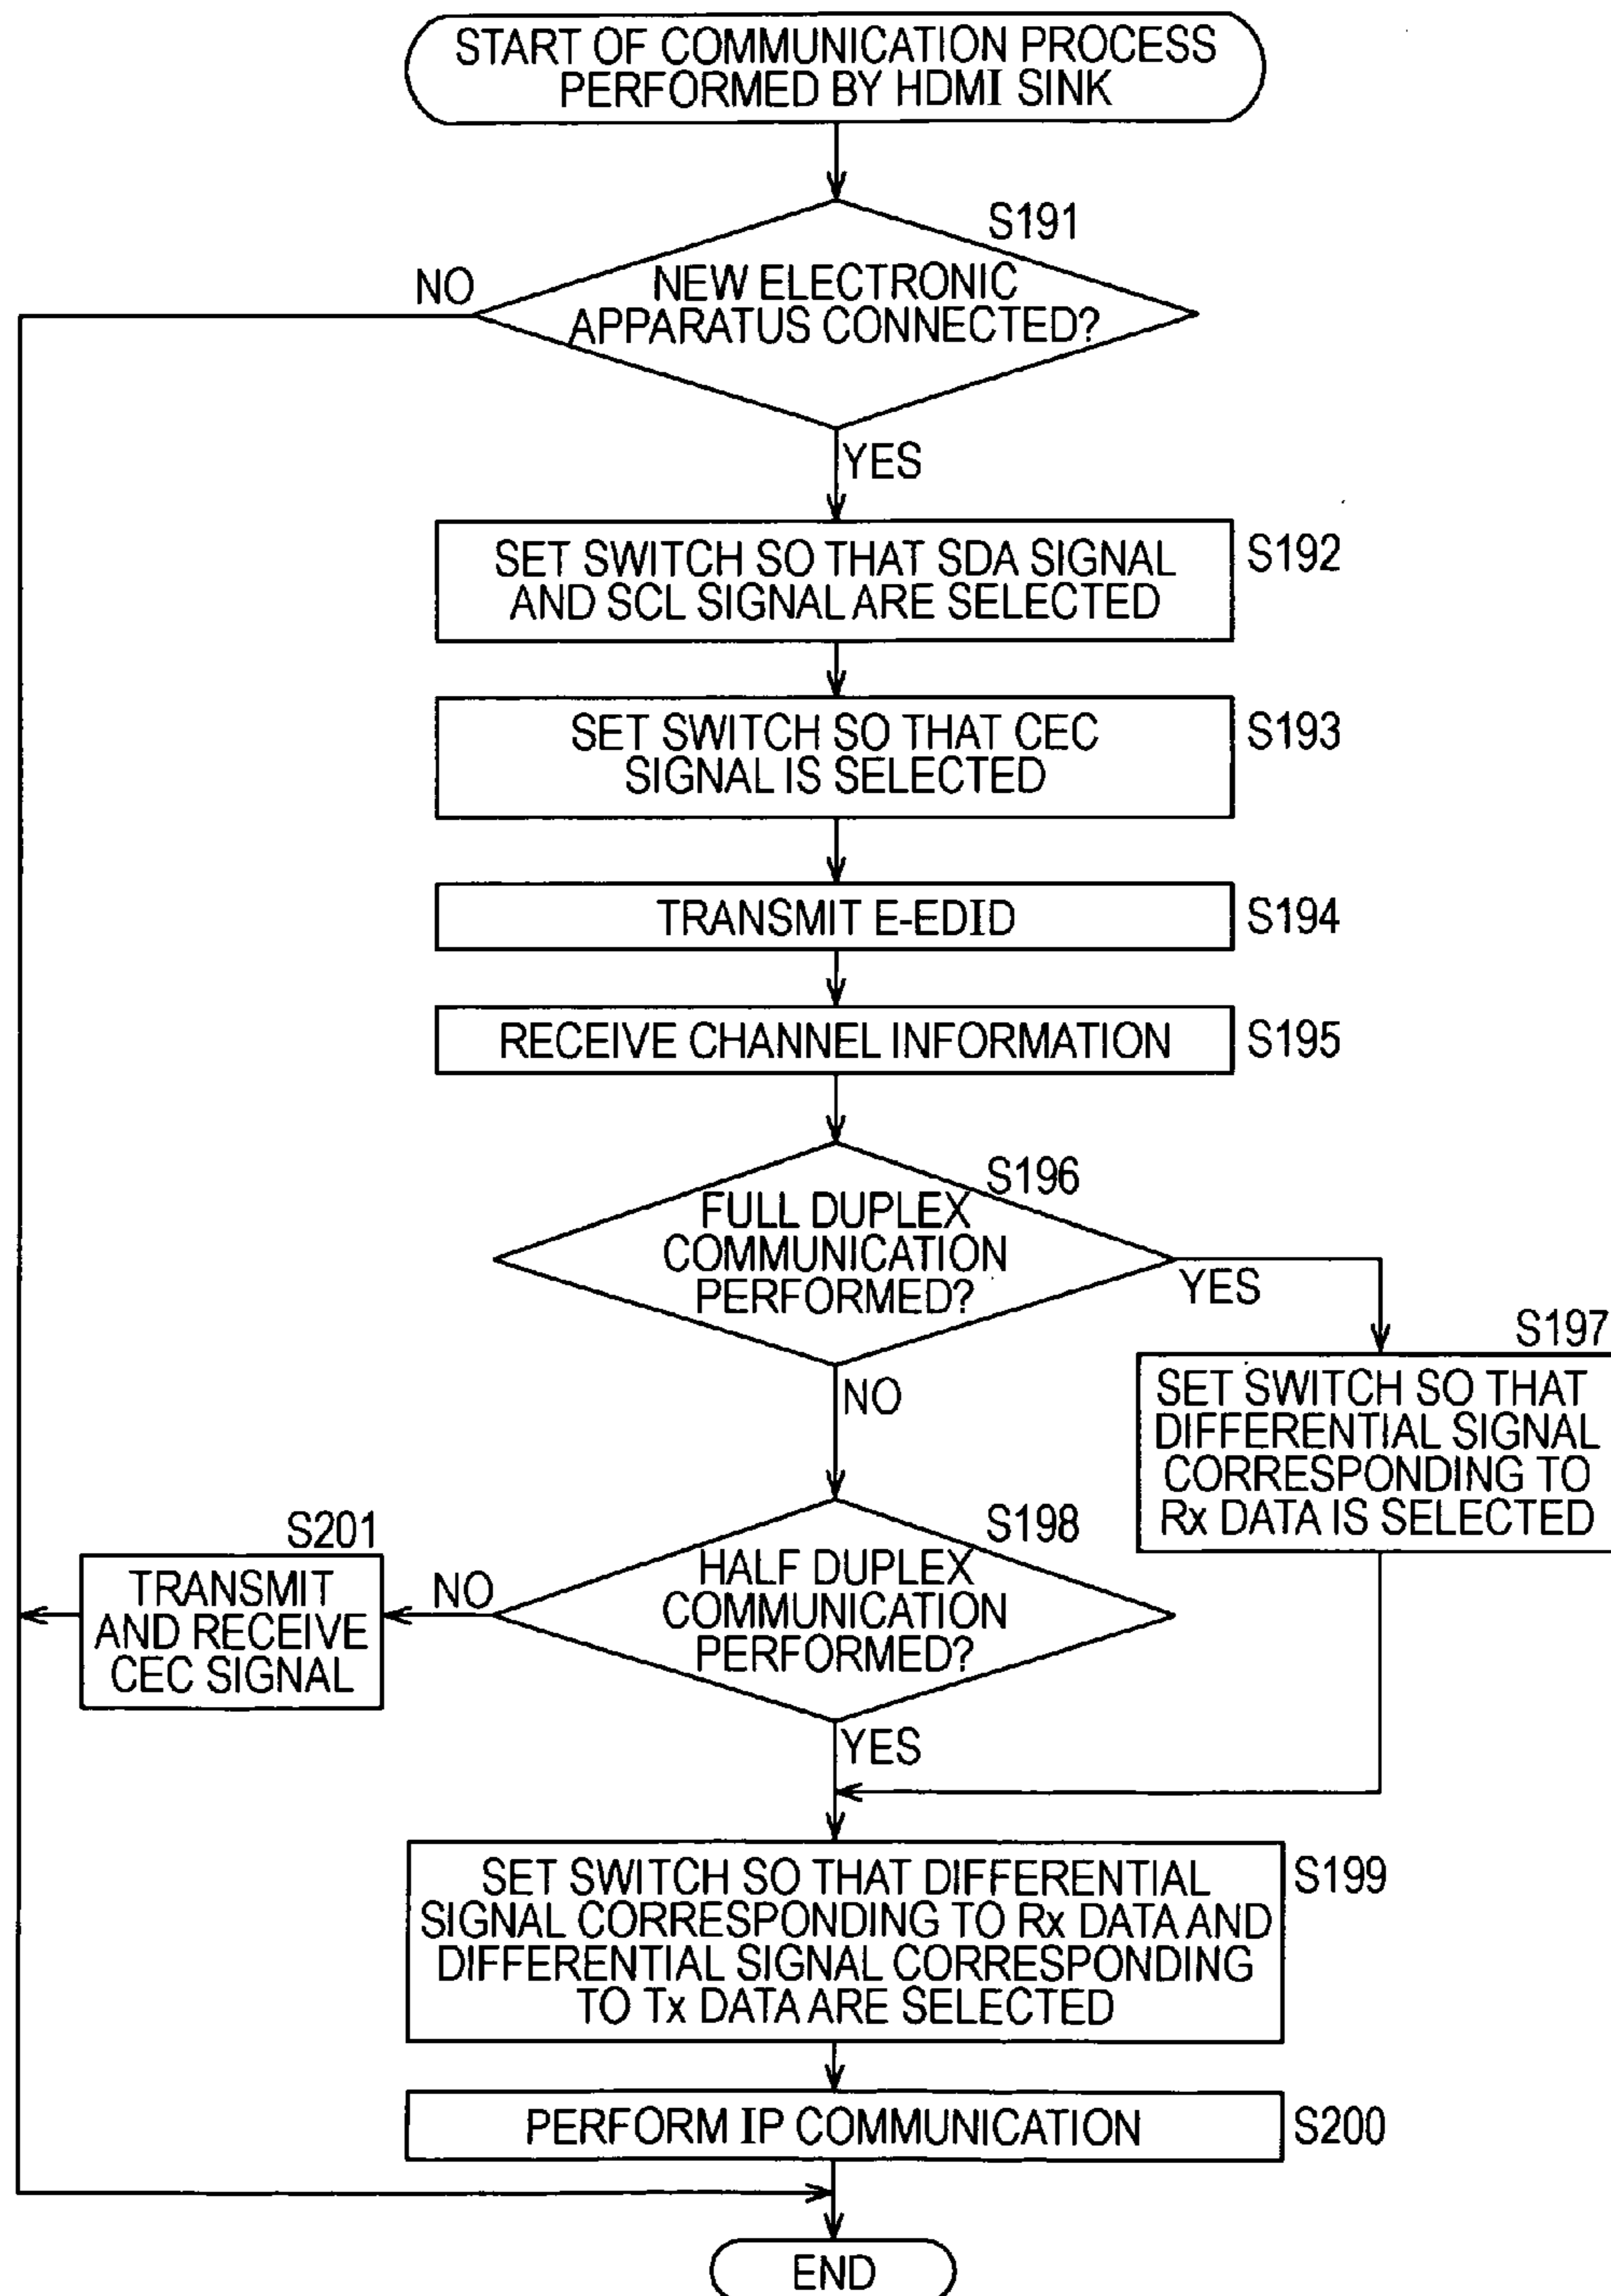 START OF COMMUNICATION PROCESS
PERFORMED BY HDMI SINK
S191
NO
NEW ELECTRONIC
APPARATUS CONNECTED?
YES
SET SWITCH SO THAT SDA SIGNAL
AND SCL SIGNAL ARE SELECTED
S192
SET SWITCH SO THAT CEC
SIGNAL IS SELECTED
S193
TRANSMIT E-EDID
S194
RECEIVE CHANNEL INFORMATION
S195
S196
FULL DUPLEX
COMMUNICATION
PERFORMED?
YES
NO
S197
SET SWITCH SO THAT
DIFFERENTIAL SIGNAL
CORRESPONDING TO
Rx DATA IS SELECTED
S198
HALF DUPLEX
COMMUNICATION
PERFORMED?
NO
S201
TRANSMIT
AND RECEIVE
CEC SIGNAL
YES
SET SWITCH SO THAT DIFFERENTIAL
SIGNAL CORRESPONDING TO Rx DATA AND
DIFFERENTIAL SIGNAL CORRESPONDING
TO Tx DATA ARE SELECTED
S199
PERFORM IP COMMUNICATION
S200
END